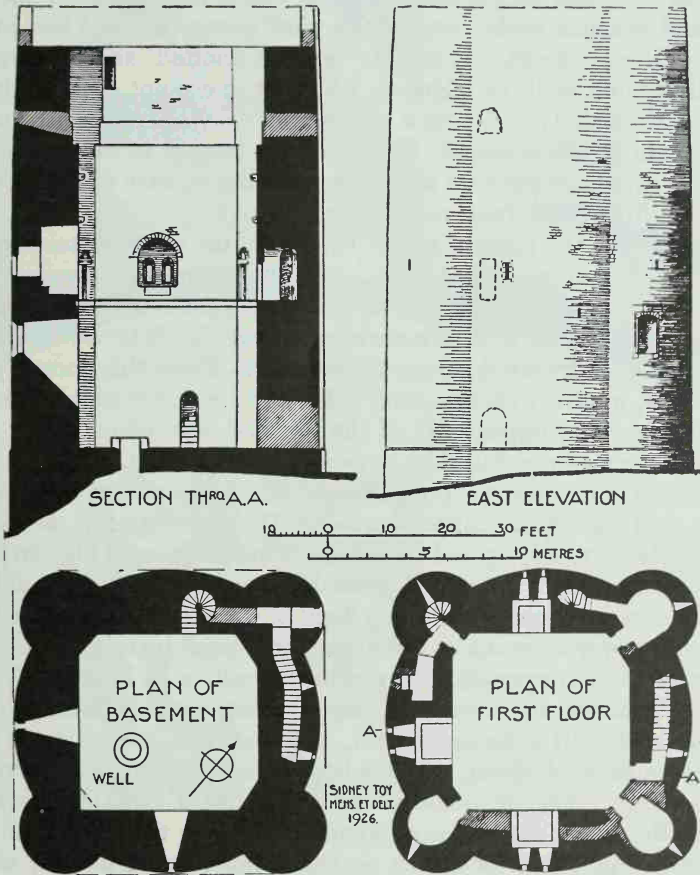 SECTION THRO. A.A.
EAST ELEVATION
10 0 10 20 30 FEET
0 5 10 METRES
PLAN OF
BASEMENT
WELL
PLAN OF
FIRST FLOOR
A
A
SIDNEY TOY
MENS. ET DELT.
1926.